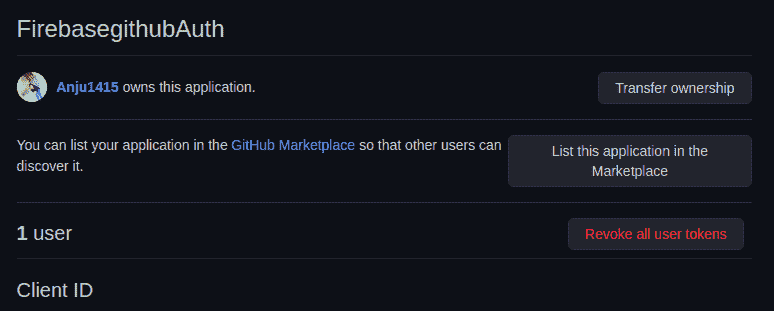 FirebasegithubAuth
Anju1415 owns this application.
Transfer ownership
You can list your application in the GitHub Marketplace so that other users can
discover it.
List this application in the
Marketplace
1 user
Revoke all user tokens
Client ID